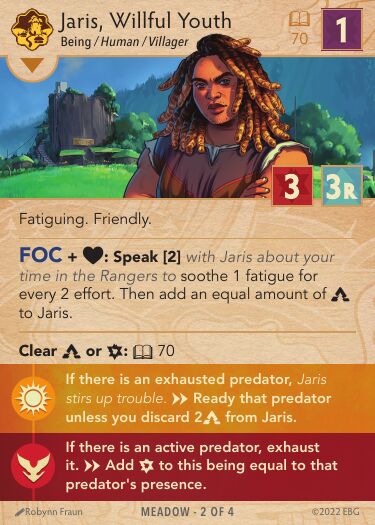 Jaris, Willful Youth
70
1
Being / Human / Villager
3
3R
Fatiguing. Friendly.
FOC + : Speak [2] with Jaris about your
time in the Rangers to soothe 1 fatigue for
every 2 effort. Then add an equal amount of
to Jaris.
Clear or : 70
If there is an exhausted predator, Jaris
stirs up trouble. Ready that predator
unless you discard 2 from Jaris.
If there is an active predator, exhaust
it. Add to this being equal to that
predator's presence.
Robynn Fraun
MEADOW - 2 OF 4
©2022 EBG